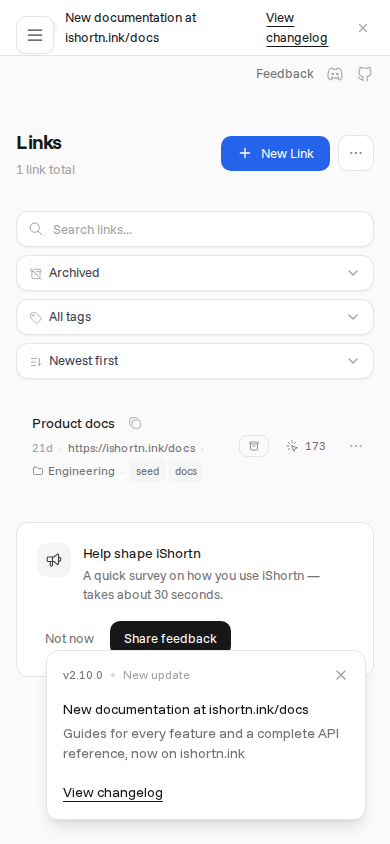 New documentation at
ishortn.ink/docs
View
changelog
Feedback
Links
1 link total
New Link
Search links...
Archived
All tags
Newest first
Product docs
21d · https://ishortn.ink/docs ·
173
Engineering · seed docs
Help shape iShortn
A quick survey on how you use iShortn —
takes about 30 seconds.
Not now
Share feedback
v2.10.0 • New update
New documentation at ishortn.ink/docs
Guides for every feature and a complete API
reference, now on ishortn.ink
View changelog